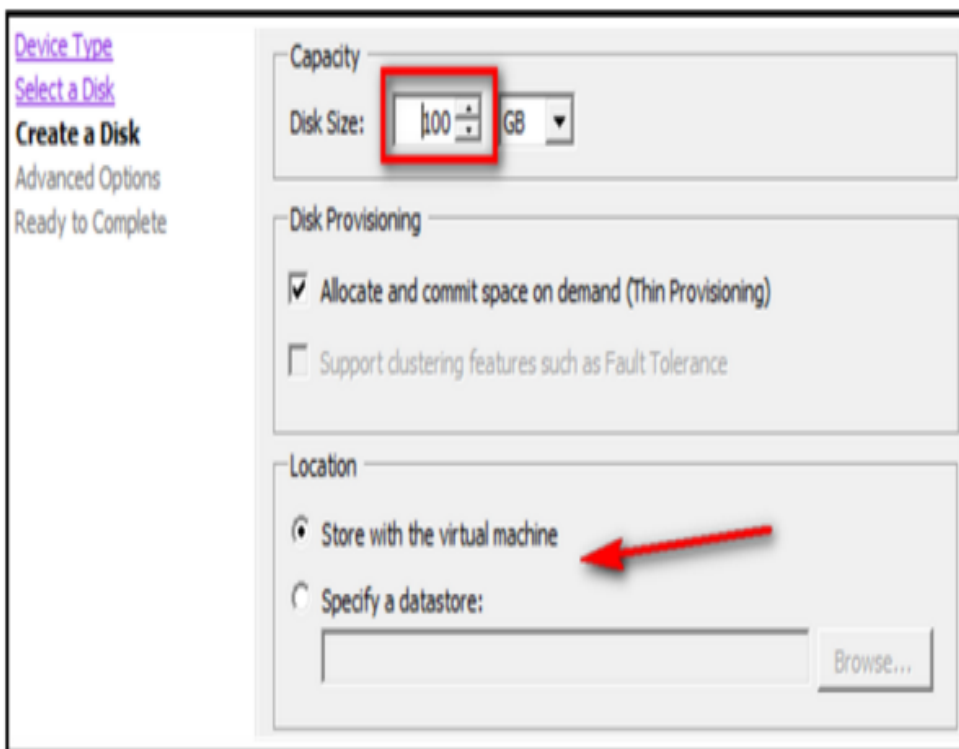 Device Type
Select a Disk
Create a Disk
Advanced Options
Ready to Complete
Capacity
Disk Size: 100 GB
Disk Provisioning
Allocate and commit space on demand (Thin Provisioning)
Support clustering features such as Fault Tolerance
Location
Store with the virtual machine
Specify a datastore:
Browse...